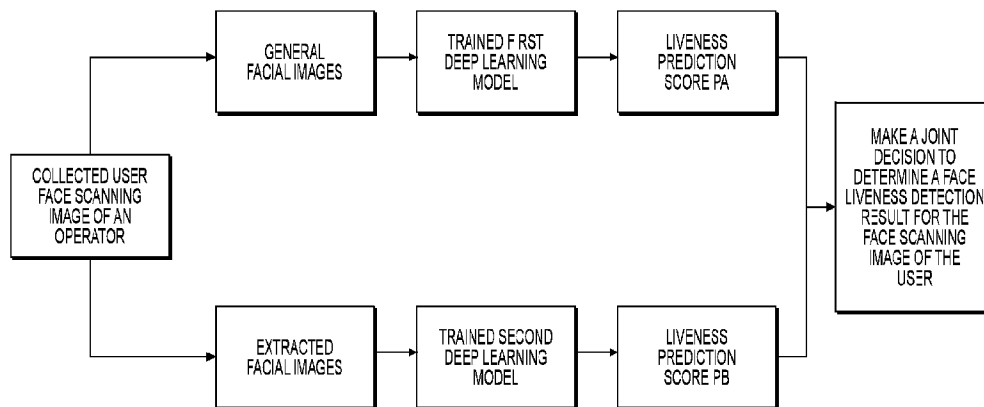 GENERAL
FACIAL IMAGES
TRAINED FIRST
DEEP LEARNING
MODEL
LIVENESS
PREDICTION
SCORE PA
COLLECTED USER
FACE SCANNING
IMAGE OF AN
OPERATOR
MAKE A JOINT
DECISION TO
DETERMINE A FACE
LIVENESS DETECTION
RESULT FOR THE
FACE SCANNING
IMAGE OF THE
USER
EXTRACTED
FACIAL IMAGES
TRAINED SECOND
DEEP LEARNING
MODEL
LIVENESS
PREDICTION
SCORE PB